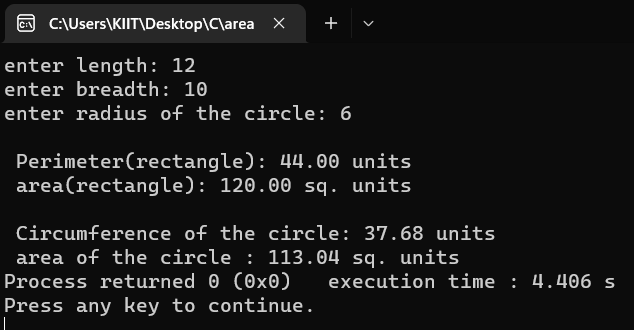 C:\Users\KIIT\Desktop\C\area
enter length: 12
enter breadth: 10
enter radius of the circle: 6
Perimeter(rectangle): 44.00 units
area(rectangle): 120.00 sq. units
Circumference of the circle: 37.68 units
area of the circle : 113.04 sq. units
Process returned 0 (0x0)   execution time : 4.406 s
Press any key to continue.